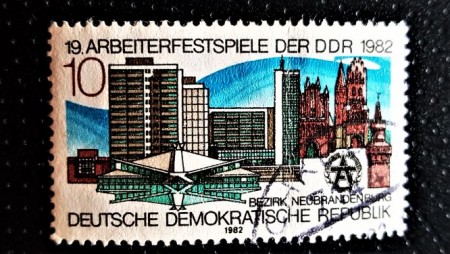 19. ARBEITERFESTSPIELE DER DDR 1982
10
BEZIRK NEUBRANDENBURG
DEUTSCHE DEMOKRATISCHE REPUBLIK
1982